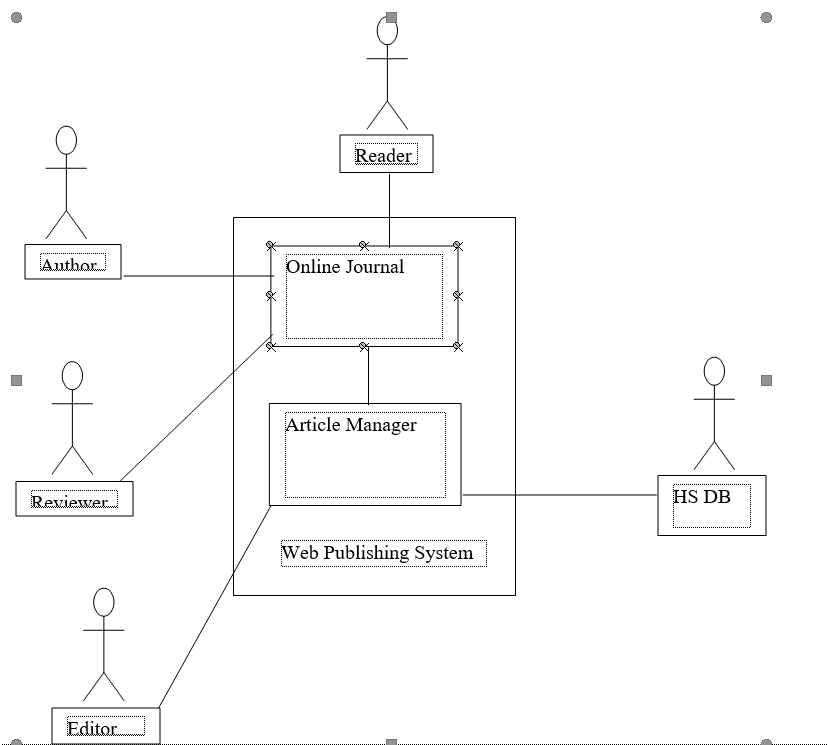 Reader
Author
Online Journal
Article Manager
Reviewer
HS DB
Web Publishing System
Editor